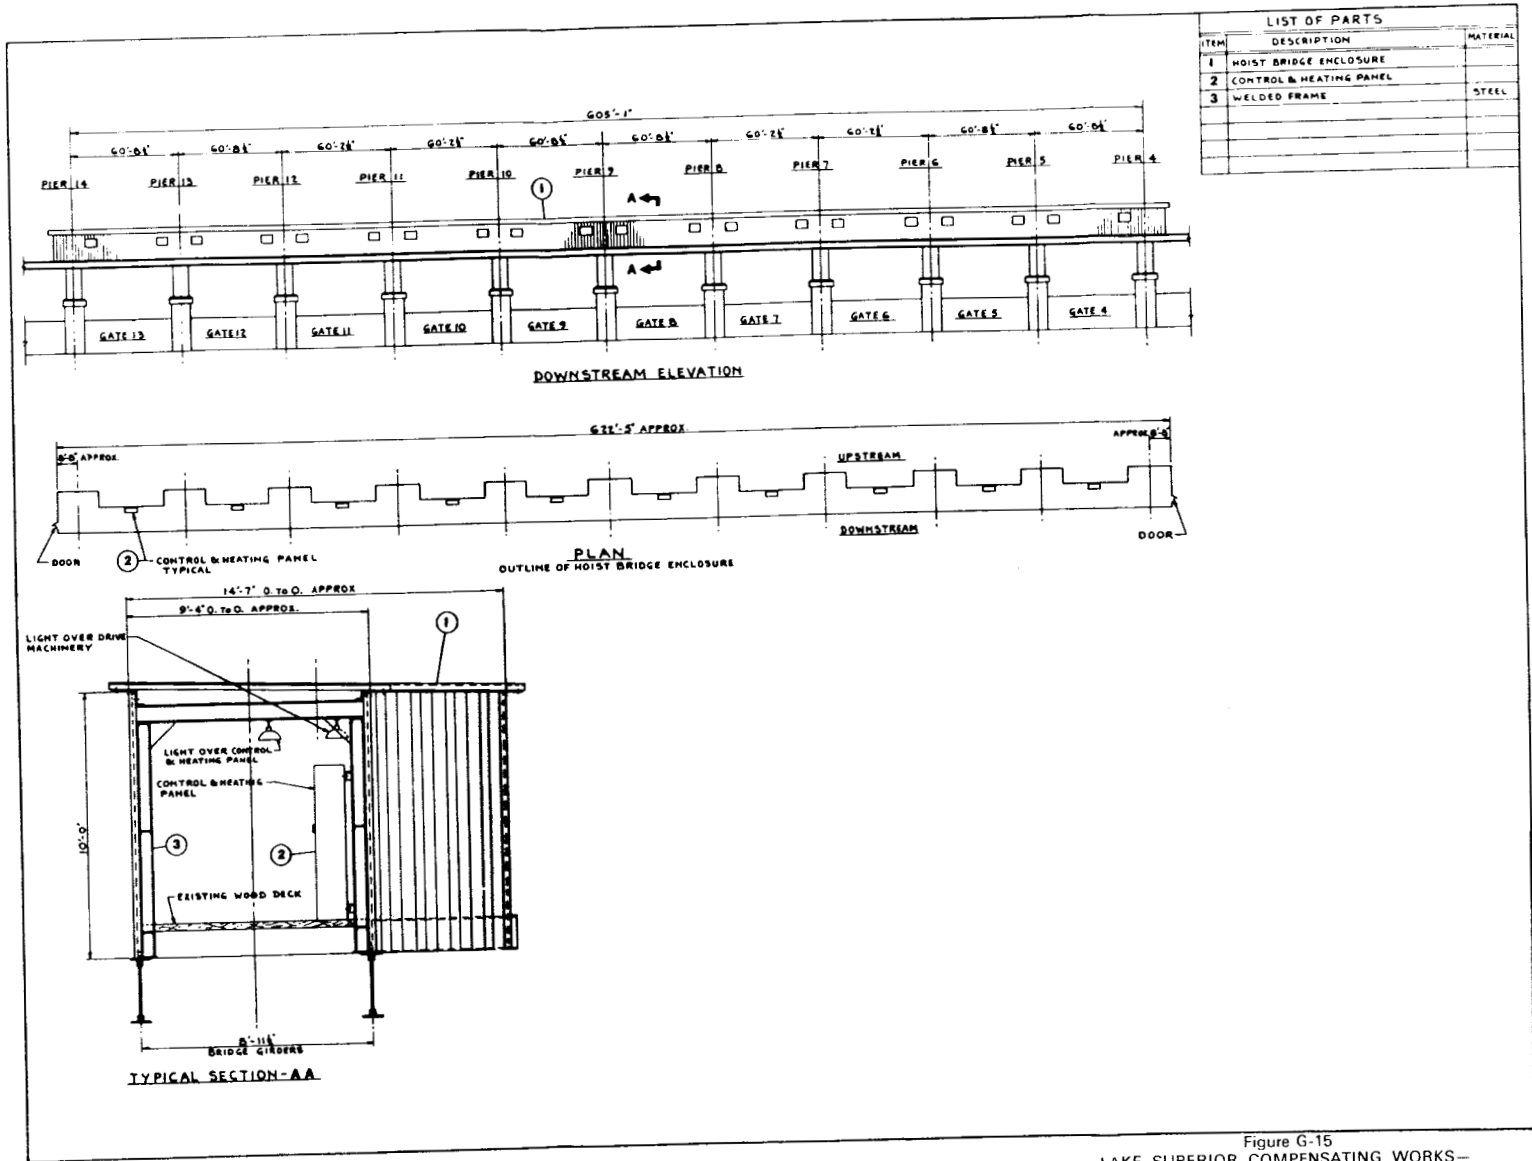 LIST OF PARTS
ITEM DESCRIPTION MATERIAL
1 HOIST BRIDGE ENCLOSURE
2 CONTROL & HEATING PANEL
3 WELDED FRAME STEEL
605'-1"
PIER 14 PIER 13 PIER 12 PIER 11 PIER 10 PIER 9 PIER 8 PIER 7 PIER 6 PIER 5 PIER 4
1
A
A
GATE 13 GATE 12 GATE 11 GATE 10 GATE 9 GATE 8 GATE 7 GATE 6 GATE 5 GATE 4
DOWNSTREAM ELEVATION
622'-5" APPROX.
APPROX.
APPROX.
UPSTREAM
DOWNSTREAM
DOOR
DOOR
2 CONTROL & HEATING PANEL
TYPICAL
PLAN
OUTLINE OF HOIST BRIDGE ENCLOSURE
14'-7" O. TO O. APPROX
9'-4" O. TO O. APPROX.
1
LIGHT OVER DRIVE
MACHINERY
LIGHT OVER CONTROL
& HEATING PANEL
CONTROL & HEATING
PANEL
10'-0"
3
2
EXISTING WOOD DECK
BRIDGE GIRDERS
TYPICAL SECTION-AA
Figure G-15
LAKE SUPERIOR COMPENSATING WORKS—